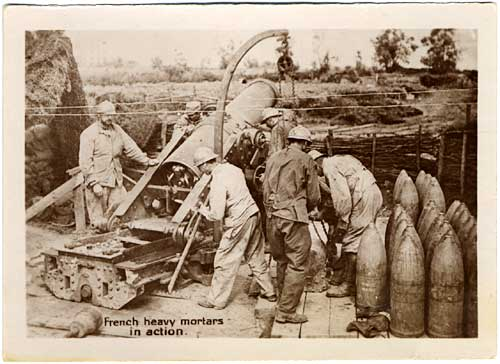 French heavy mortars
in action.